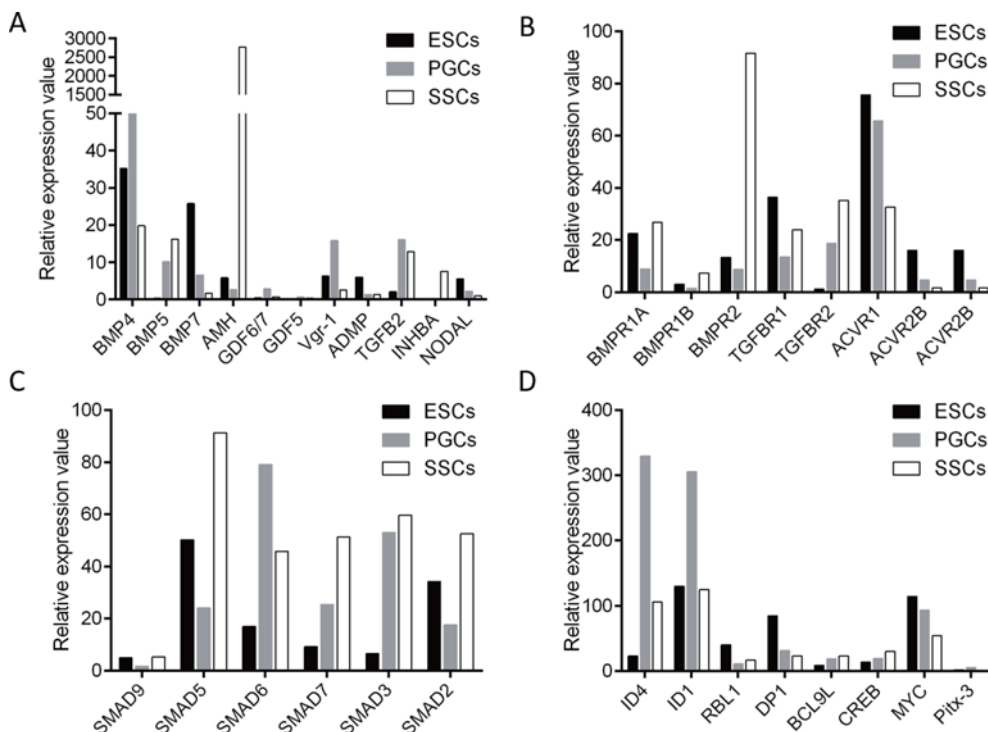 A
Relative expression value
3000
2500
2000
1500
50
40
30
20
10
0
ESCs
PGCs
SSCs
BMP4
BMP5
BMP7
AMH
GDF6/7
GDF5
Vgr-1
ADMP
TGFB2
INHBA
NODAL
B
Relative expression value
100
80
60
40
20
0
ESCs
PGCs
SSCs
BMPR1A
BMPR1B
BMPR2
TGFBR1
TGFBR2
ACVR1
ACVR2B
ACVR2B
C
Relative expression value
100
80
60
40
20
0
ESCs
PGCs
SSCs
SMAD9
SMAD5
SMAD6
SMAD7
SMAD3
SMAD2
D
Relative expression value
400
300
200
100
0
ESCs
PGCs
SSCs
ID4
ID1
RBL1
DP1
BCL9L
CREB
MYC
Pitx-3